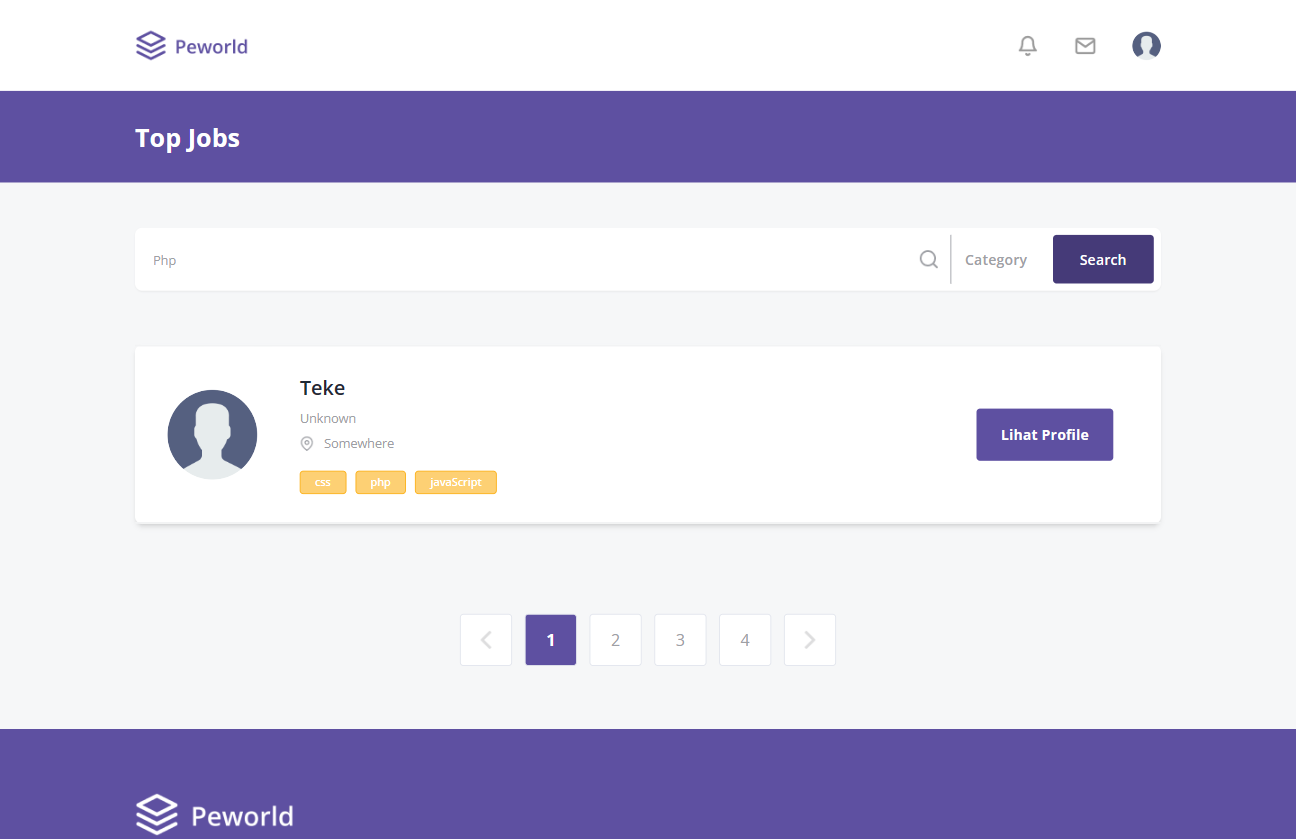 Peworld
Top Jobs
Php
Category
Search
Teke
Unknown
Somewhere
css
php
javaScript
Lihat Profile
1
2
3
4
Peworld